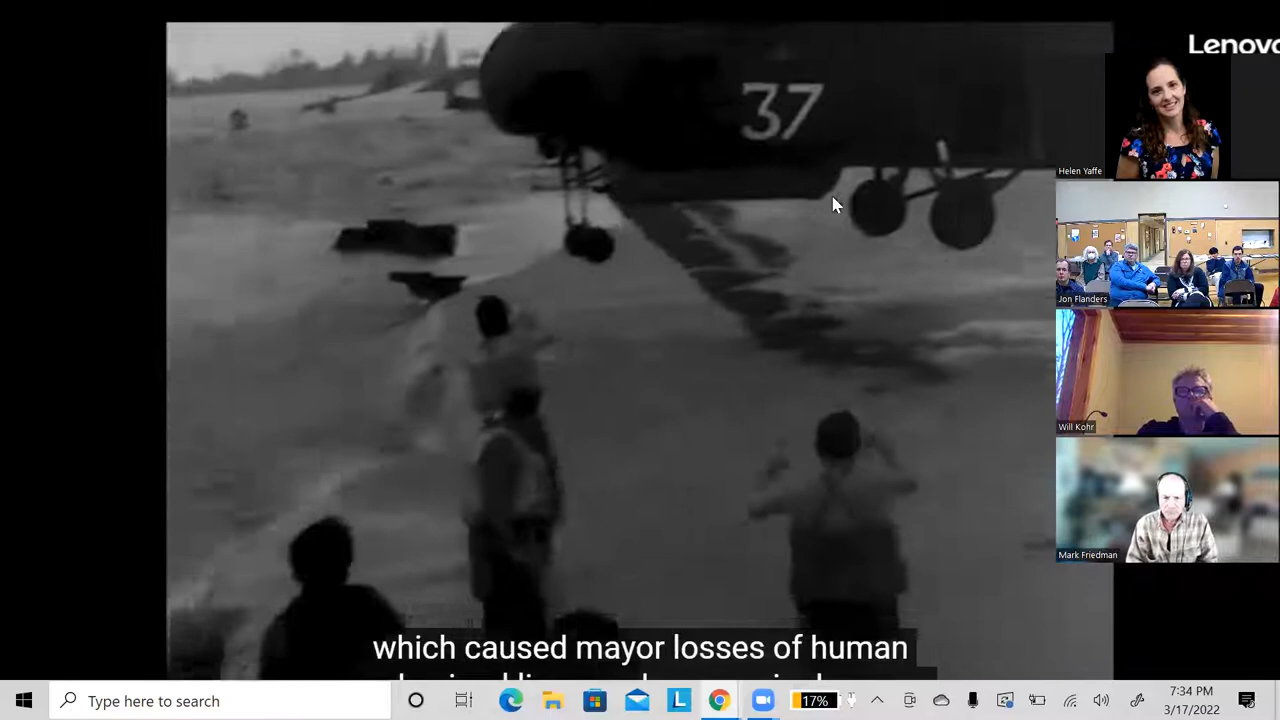 Lenovo
37
Helen Yaffe
Jon Flanders
Will Kohr
Mark Friedman
which caused mayor losses of human
Type here to search
17%
7:34 PM
3/17/2022